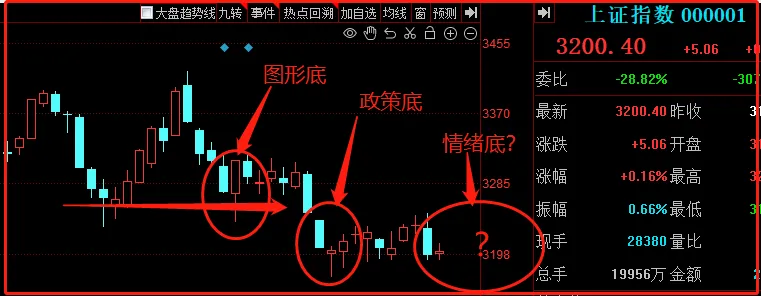 大盘趋势线 九转 事件 热点回溯 加自选 均线 窗 预测
上证指数 000001
3455
3200.40 +5.06
图形底
委比 -28.82%
政策底
3370
最新 3200.40 昨收
情绪底?
涨跌 +5.06 开盘
3285
涨幅 +0.16% 最高
振幅 0.66% 最低
?
现手 28380 量比
3198
总手 19956万 金额